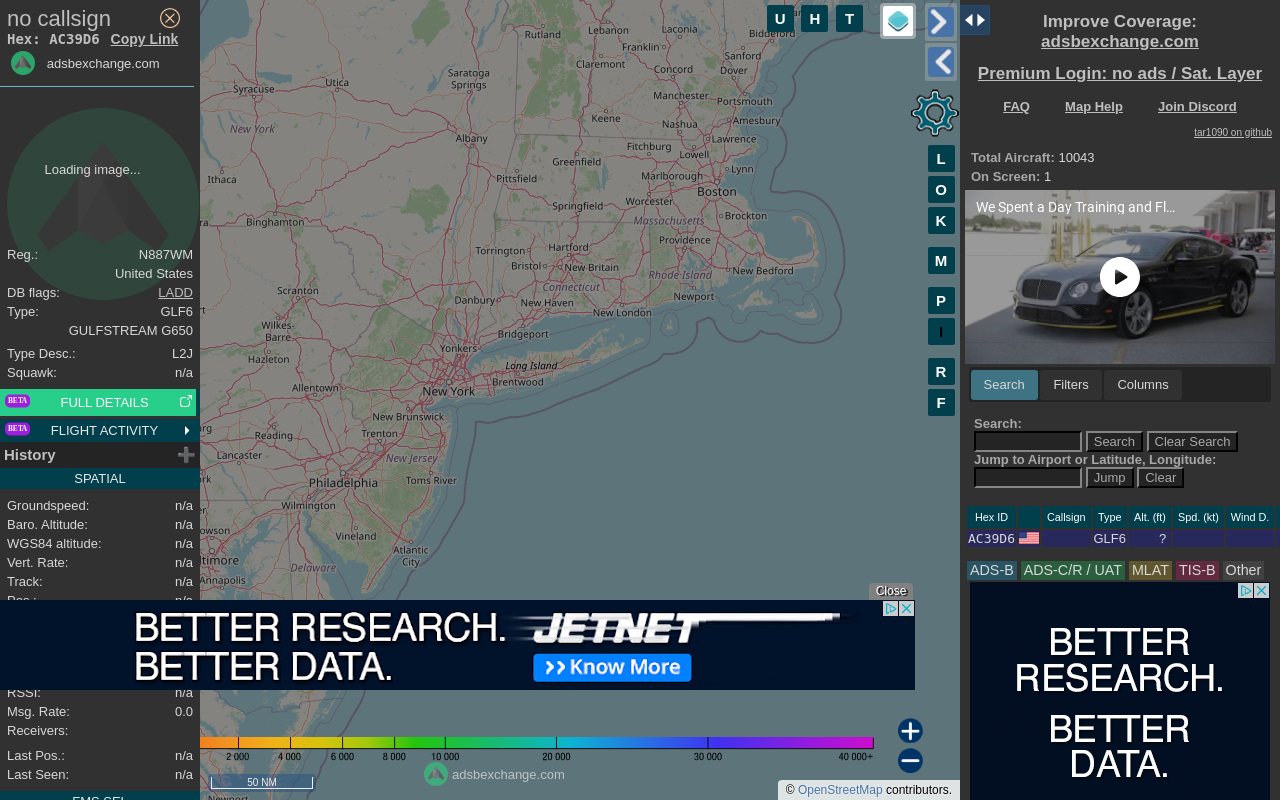 no callsign
Hex: AC39D6 Copy Link
adsbexchange.com
Loading image...
Reg.: N887WM
United States
DB flags: LADD
Type: GLF6
GULFSTREAM G650
Type Desc.: L2J
Squawk: n/a
BETA FULL DETAILS
BETA FLIGHT ACTIVITY
History
SPATIAL
Groundspeed: n/a
Baro. Altitude: n/a
WGS84 altitude: n/a
Vert. Rate: n/a
Track: n/a
RSSI: n/a
Msg. Rate: 0.0
Receivers:
Last Pos.: n/a
Last Seen: n/a
U H T
L
O
K
M
P
I
R
F
Rutland
Lebanon
Laconia
Biddeford
Franklin
Sanford
Claremont
Concord
Dover
Saratoga
Springs
Utica
Syracuse
Manchester
Portsmouth
Keene
Nashua
Amesbury
New York
Albany
Fitchburg
Lawrence
Greenfield
Lowell
Lynn
Ithaca
Pittsfield
Marlborough
Boston
Worcester
Springfield
Binghamton
Massachusetts
Brockton
Torrington
Hartford
Providence
Bristol
New Britain
New Bedford
Rhode Island
Connecticut
Scranton
Danbury
New Haven
Newport
New London
Wilkes-
Barre
Bridgeport
Hazleton
Yonkers
Long Island
Brentwood
Allentown
New York
New Brunswick
Reading
Trenton
Lancaster
New Jersey
Philadelphia
Toms River
Wilmington
Vineland
Atlantic
City
Annapolis
Delaware
Close
BETTER RESEARCH. JETNET
BETTER DATA. >> Know More
2 000 4 000 6 000 8 000 10 000 20 000 30 000 40 000+
adsbexchange.com
50 NM
© OpenStreetMap contributors.
Improve Coverage:
adsbexchange.com
Premium Login: no ads / Sat. Layer
FAQ Map Help Join Discord
tar1090 on github
Total Aircraft: 10043
On Screen: 1
We Spent a Day Training and Fl...
Search Filters Columns
Search:
Search Clear Search
Jump to Airport or Latitude, Longitude:
Jump Clear
Hex ID Callsign Type Alt. (ft) Spd. (kt) Wind D.
AC39D6 GLF6 ?
ADS-B ADS-C/R / UAT MLAT TIS-B Other
BETTER
RESEARCH.
BETTER
DATA.